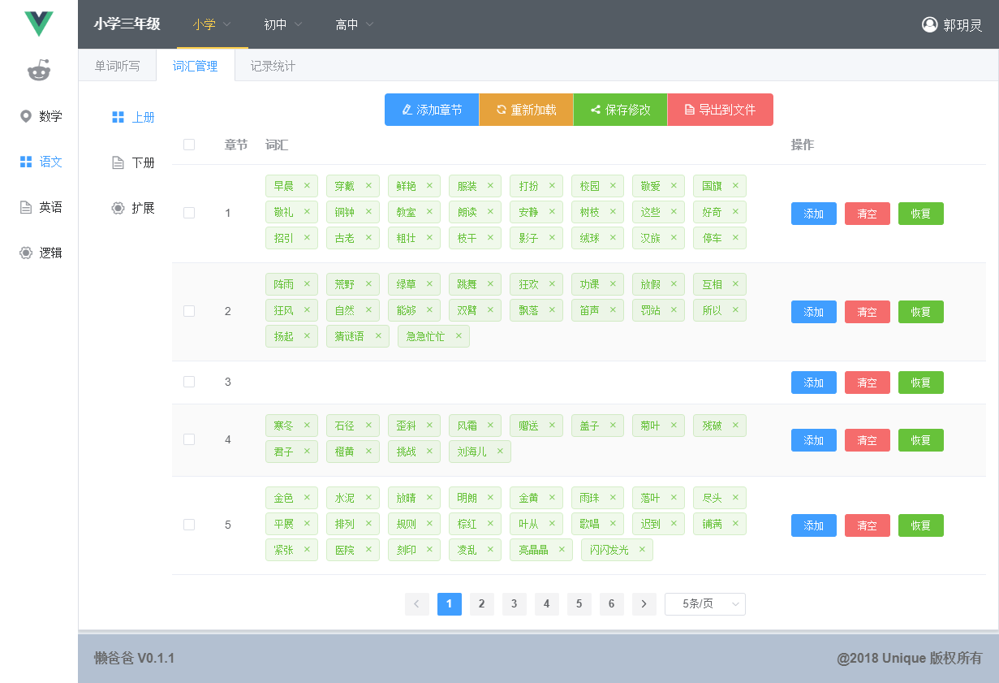 小学三年级 小学 初中 高中 郭玥灵
单词听写 词汇管理 记录统计
数学
语文
英语
逻辑
上册
下册
扩展
添加章节 重新加载 保存修改 导出到文件
章节 词汇 操作
1
早晨 穿戴 鲜艳 服装 打扮 校园 敬爱 国旗
敬礼 铜钟 教室 朗读 安静 树枝 这些 好奇
招引 古老 粗壮 枝干 影子 绒球 汉族 停车
添加 清空 恢复
2
阵雨 荒野 绿草 跳舞 狂欢 功课 放假 互相
狂风 自然 能够 双臂 飘落 笛声 罚站 所以
扬起 猜谜语 急急忙忙
添加 清空 恢复
3 添加 清空 恢复
4
寒冬 石径 歪斜 风霜 赠送 盖子 菊叶 残破
君子 橙黄 挑战 刘海儿
添加 清空 恢复
5
金色 水泥 放晴 明朗 金黄 雨珠 落叶 尽头
平展 排列 规则 棕红 叶丛 歌唱 迟到 铺满
紧张 医院 刻印 凌乱 亮晶晶 闪闪发光
添加 清空 恢复
1 2 3 4 5 6 5条/页
懒爸爸 V0.1.1 @2018 Unique 版权所有